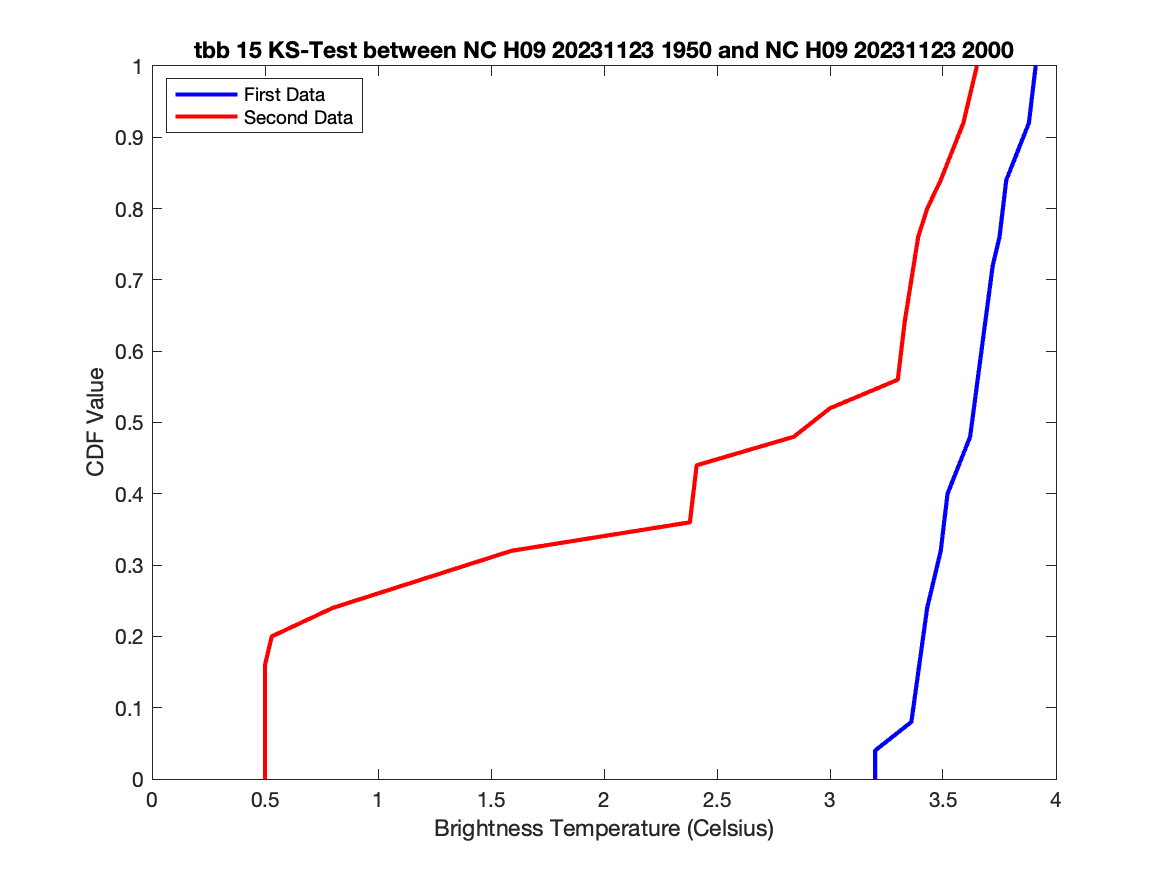 tbb 15 KS-Test between NC H09 20231123 1950 and NC H09 20231123 2000
First Data
Second Data
1
0.9
0.8
0.7
0.6
0.5
0.4
0.3
0.2
0.1
0
CDF Value
0 0.5 1 1.5 2 2.5 3 3.5 4
Brightness Temperature (Celsius)